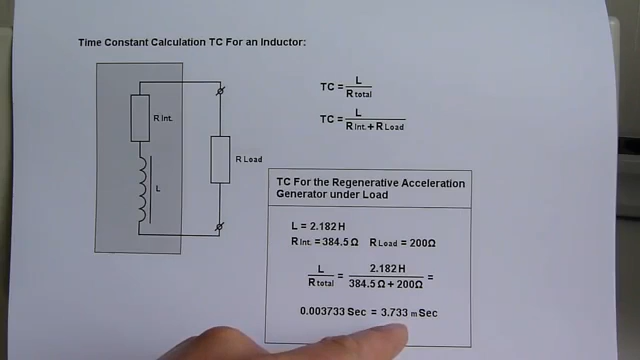 Time Constant Calculation TC For an Inductor:
TC = L / R total
TC = L / R Int. + R Load
R Int.
L
R Load
TC For the Regenerative Acceleration
Generator under Load
L = 2.182 H
R Int. = 384.5 Ω R Load = 200Ω
L / R total = 2.182 H / 384.5 Ω + 200Ω =
0.003733 Sec = 3.733 m Sec